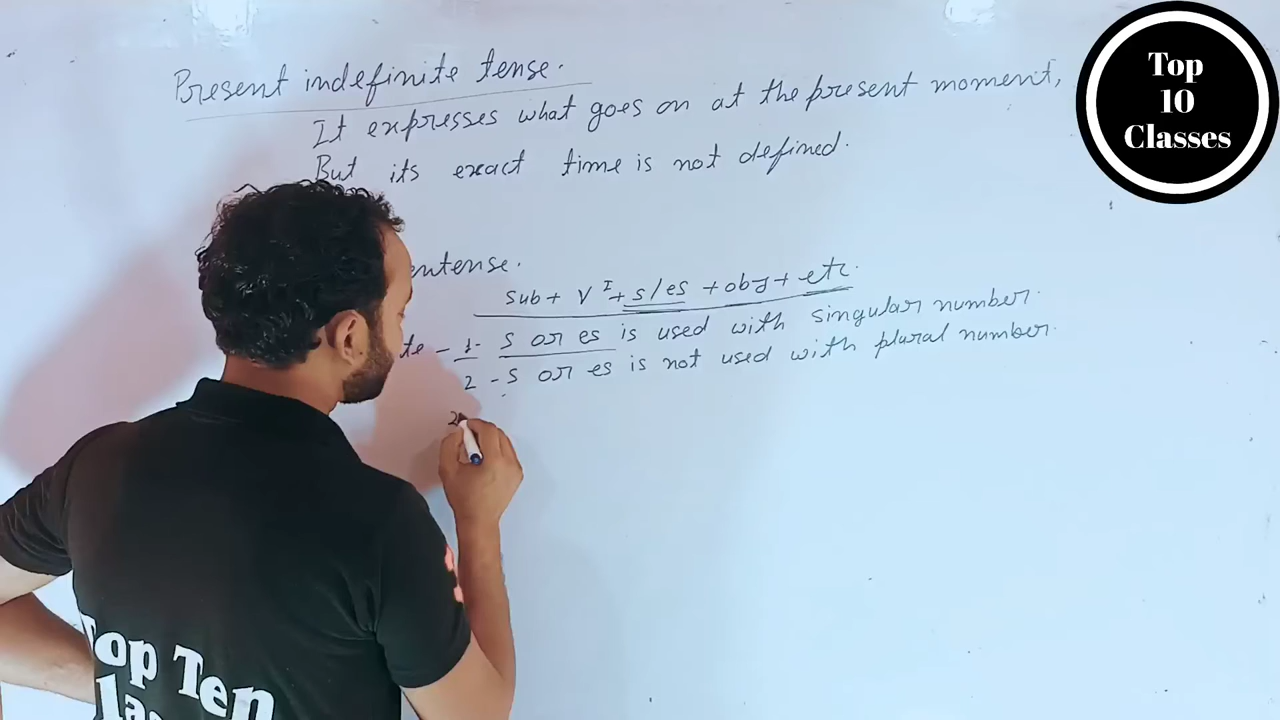 Present indefinite tense.
It expresses what goes on at the present moment,
But its exact time is not defined.
entense.
sub + V I + s/es + obj + etc.
te - 1- S or es is used with singular number.
2 - S or es is not used with plural number.
Top
10
Classes
Top Ten